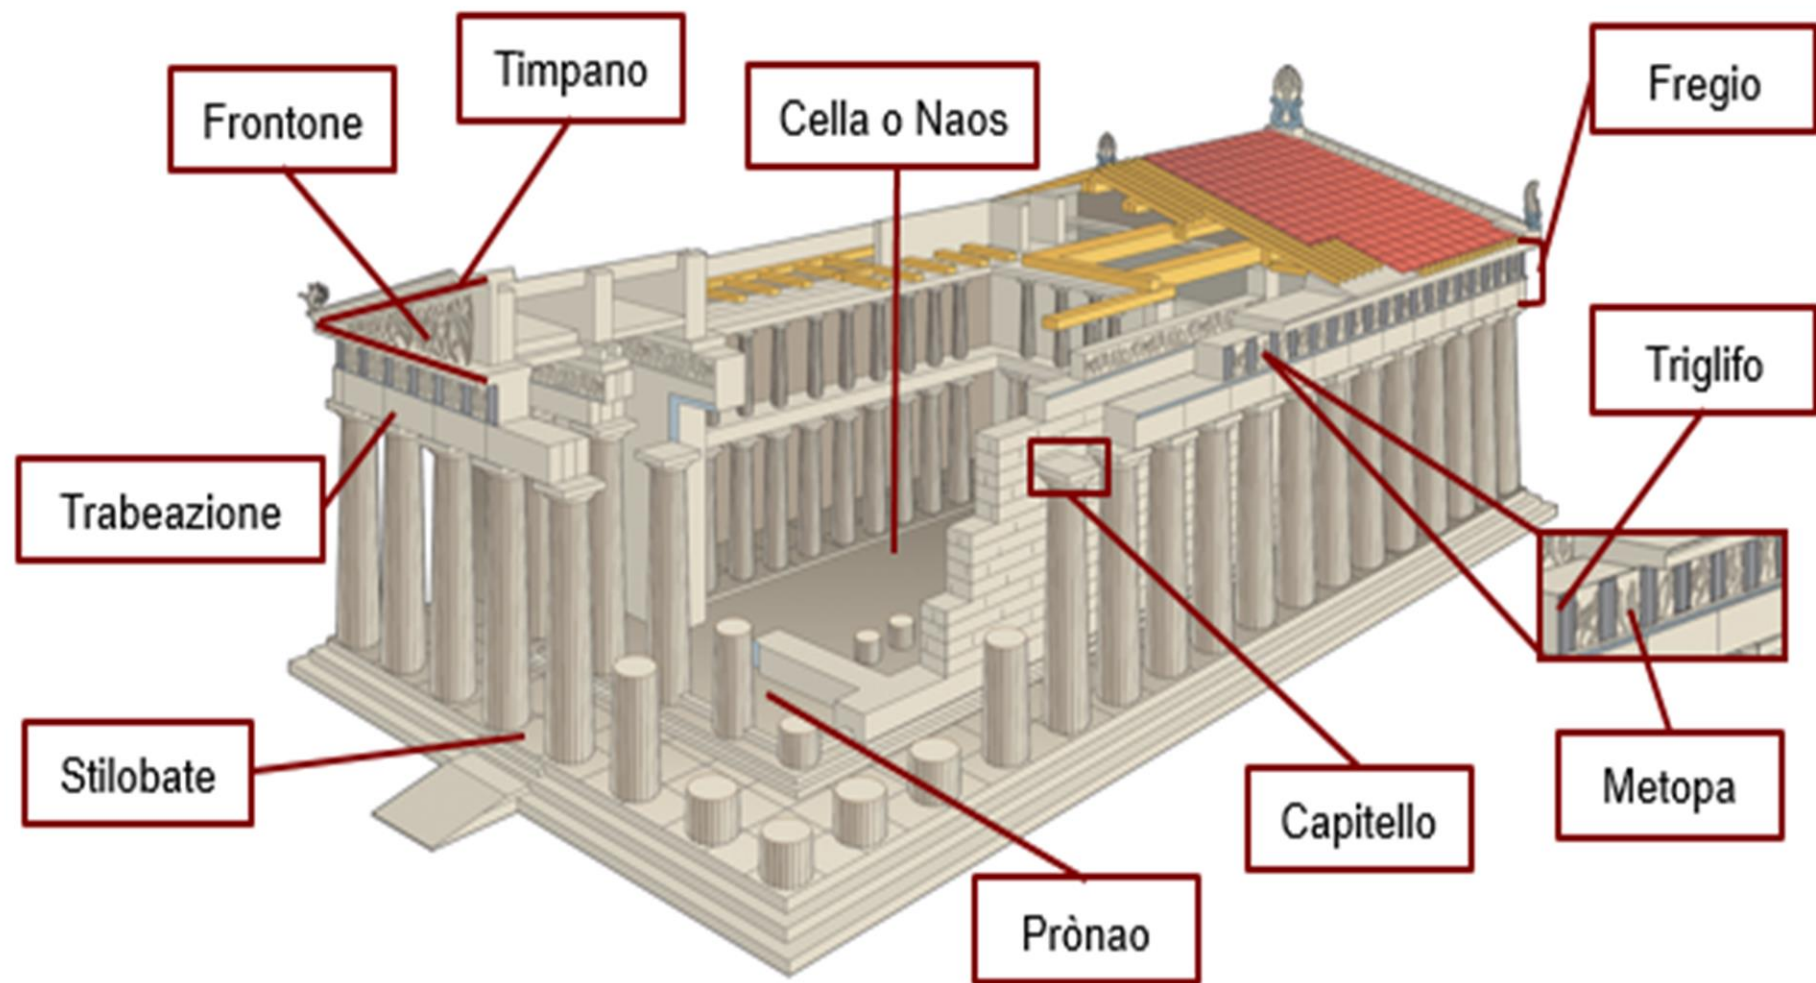 Timpano
Frontone
Cella o Naos
Fregio
Triglifo
Trabeazione
Stilobate
Metopa
Capitello
Prònao